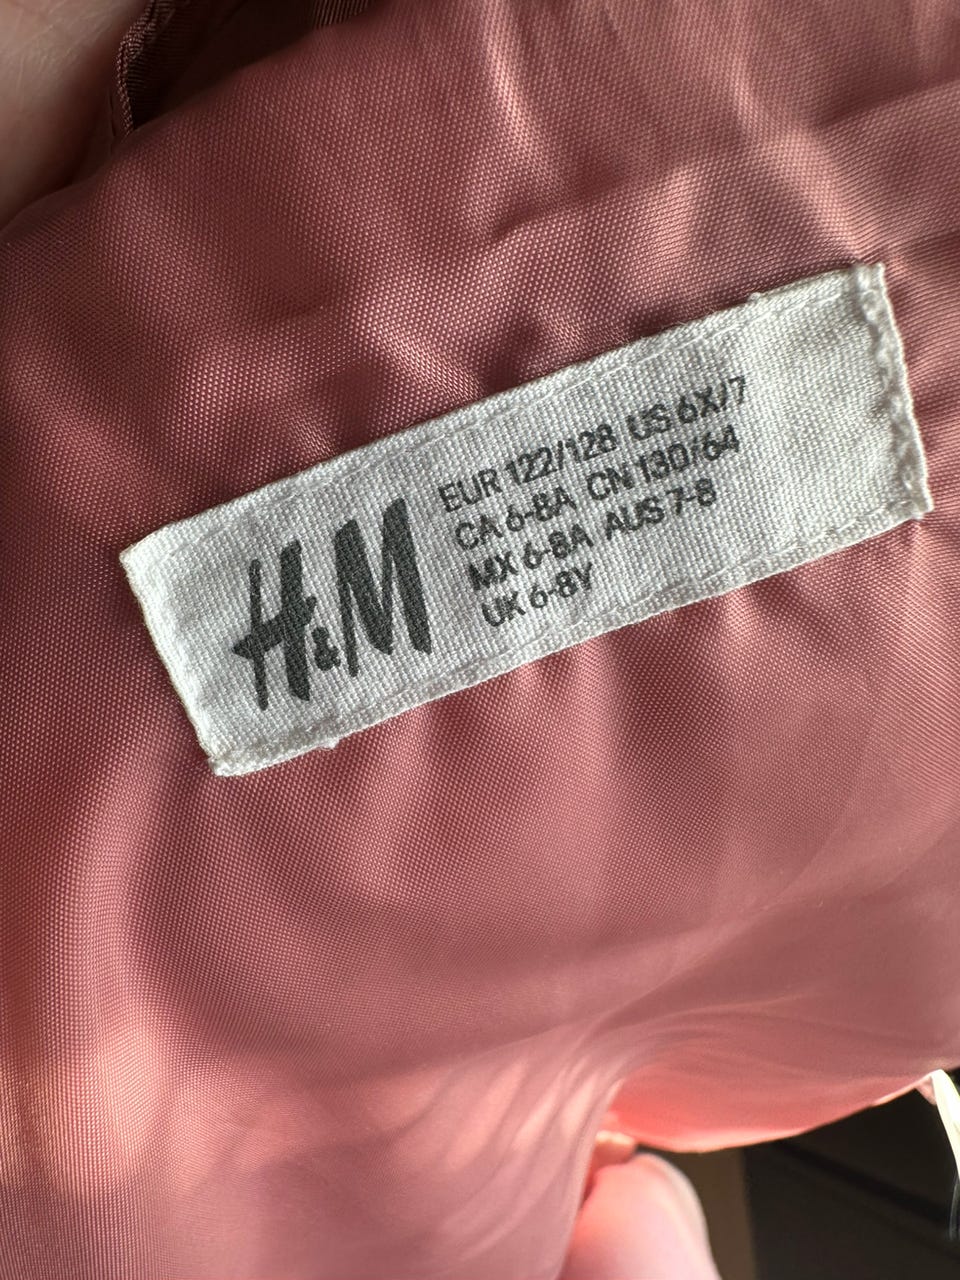 H&M
EUR 122/128 US 6X/7
CA 6-8A CN 130/64
MX 6-8A AUS 7-8
UK 6-8Y